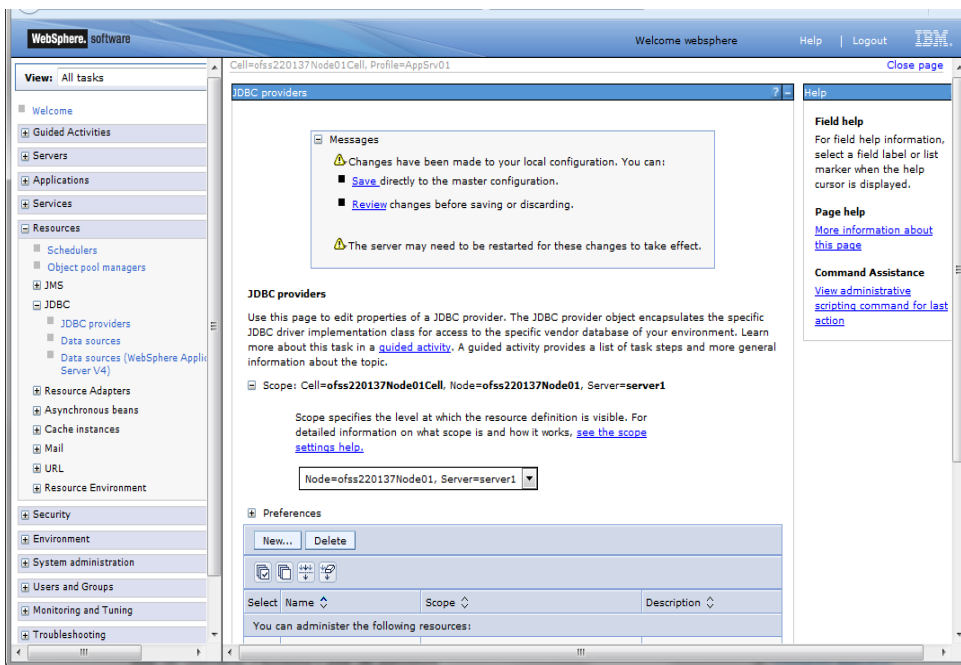 WebSphere. software
Welcome websphere
Help | Logout
IBM.
View: All tasks
Welcome
Guided Activities
Servers
Applications
Services
Resources
Schedulers
Object pool managers
JMS
JDBC
JDBC providers
Data sources
Data sources (WebSphere Applic
Server V4)
Resource Adapters
Asynchronous beans
Cache instances
Mail
URL
Resource Environment
Security
Environment
System administration
Users and Groups
Monitoring and Tuning
Troubleshooting
Cell=ofss220137Node01Cell, Profile=AppSrv01
Close page
JDBC providers
? -
Messages
Changes have been made to your local configuration. You can:
Save directly to the master configuration.
Review changes before saving or discarding.
The server may need to be restarted for these changes to take effect.
JDBC providers
Use this page to edit properties of a JDBC provider. The JDBC provider object encapsulates the specific
JDBC driver implementation class for access to the specific vendor database of your environment. Learn
more about this task in a guided activity. A guided activity provides a list of task steps and more general
information about the topic.
Scope: Cell=ofss220137Node01Cell, Node=ofss220137Node01, Server=server1
Scope specifies the level at which the resource definition is visible. For
detailed information on what scope is and how it works, see the scope
settings help.
Node=ofss220137Node01, Server=server1
Preferences
New... Delete
Select Name Scope Description
You can administer the following resources:
Help
Field help
For field help information,
select a field label or list
marker when the help
cursor is displayed.
Page help
More information about
this page
Command Assistance
View administrative
scripting command for last
action